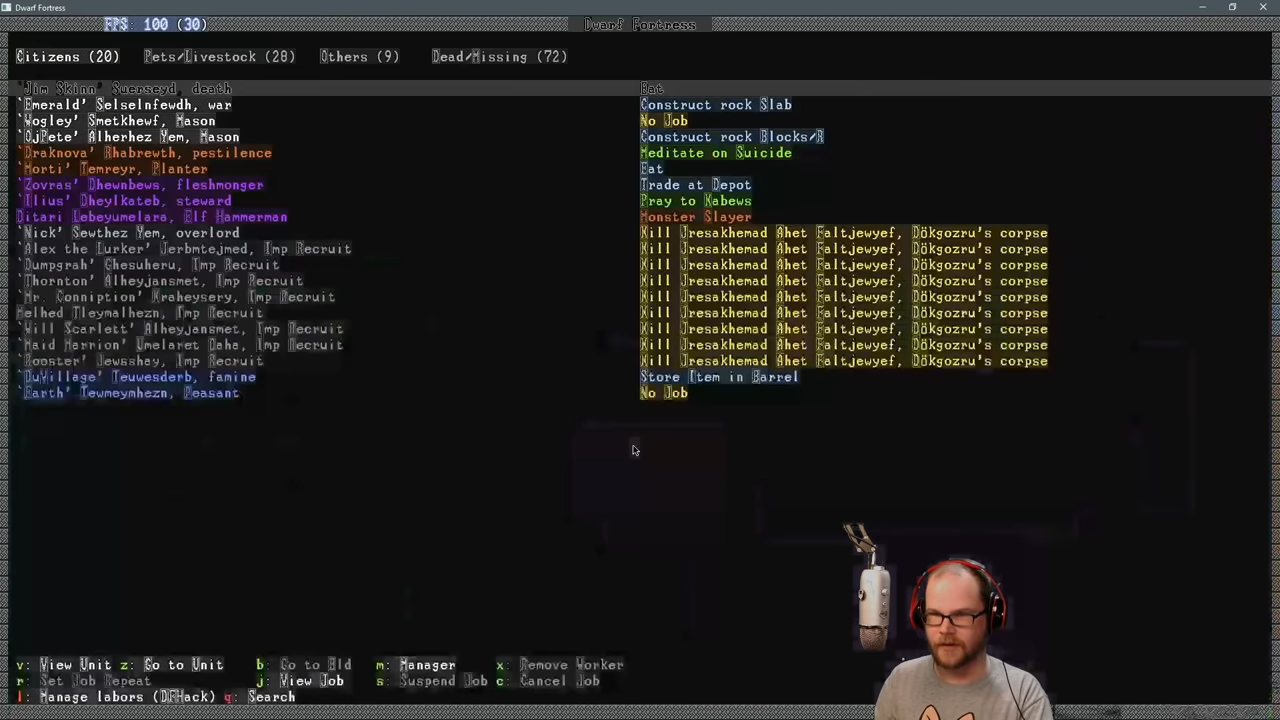 Dwarf Fortress
FPS: 100 (30)
Dwarf Fortress
Citizens (20) Pets/Livestock (28) Others (9) Dead/Missing (72)
`Jim Skinn' Suerseyd, death Eat
`Emerald' Selselnfewdh, war Construct rock Slab
`Wogley' Smetkhewf, Mason No Job
`OjPete' Alherhez Yem, Mason Construct rock Blocks/R
`Draknova' Rhabrewth, pestilence Meditate on Suicide
`Morti' Temreyr, Planter Eat
`Zovras' Dhewnbews, fleshmonger Trade at Depot
`Ilius' Dheylkateb, steward Pray to Kabews
Ditari Lebeyumelara, Elf Hammerman Monster Slayer
`Nick' Sewthez Yem, overlord Kill Jresakhemad Ahet Faltjewyef, Dökgozru's corpse
`Alex the Lurker' Jerbmtejmed, Imp Recruit Kill Jresakhemad Ahet Faltjewyef, Dökgozru's corpse
`Dumpgrah' Ghesuheru, Imp Recruit Kill Jresakhemad Ahet Faltjewyef, Dökgozru's corpse
`Thornton' Alheyjansmet, Imp Recruit Kill Jresakhemad Ahet Faltjewyef, Dökgozru's corpse
`Mr. Conniption' Kraheysery, Imp Recruit Kill Jresakhemad Ahet Faltjewyef, Dökgozru's corpse
Melhed Tleymalhezn, Imp Recruit Kill Jresakhemad Ahet Faltjewyef, Dökgozru's corpse
`Will Scarlett' Alheyjansmet, Imp Recruit Kill Jresakhemad Ahet Faltjewyef, Dökgozru's corpse
`Maid Marrion' Umelaret Daha, Imp Recruit Kill Jresakhemad Ahet Faltjewyef, Dökgozru's corpse
`Rooster' Jewsshay, Imp Recruit Kill Jresakhemad Ahet Faltjewyef, Dökgozru's corpse
`DuVillage' Teuwesderb, famine Store Item in Barrel
`Marth' Tewmeymhezn, Peasant No Job
v: View Unit z: Go to Unit b: Go to Bld m: Manager x: Remove Worker
r: Set Job Repeat j: View Job s: Suspend Job c: Cancel Job
l: Manage labors (DFHack) q: Search